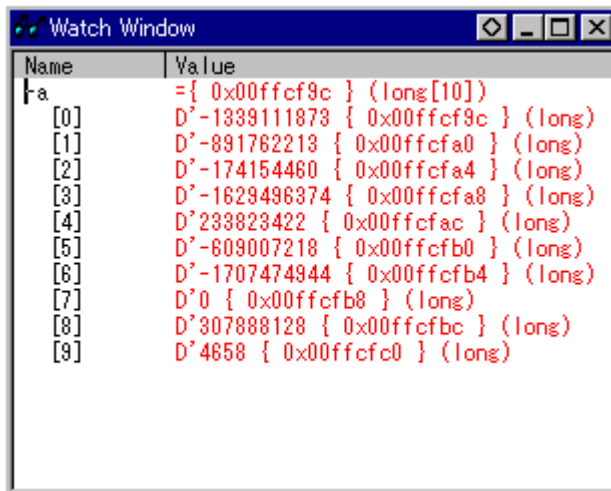 Watch Window
Name Value
-a ={ 0x00ffcf9c } (long[10])
[0] D'-1339111873 { 0x00ffcf9c } (long)
[1] D'-891762213 { 0x00ffcfa0 } (long)
[2] D'-174154460 { 0x00ffcfa4 } (long)
[3] D'-1629496374 { 0x00ffcfa8 } (long)
[4] D'233823422 { 0x00ffcfac } (long)
[5] D'-609007218 { 0x00ffcfb0 } (long)
[6] D'-1707474944 { 0x00ffcfb4 } (long)
[7] D'0 { 0x00ffcfb8 } (long)
[8] D'307888128 { 0x00ffcfbc } (long)
[9] D'4658 { 0x00ffcfc0 } (long)